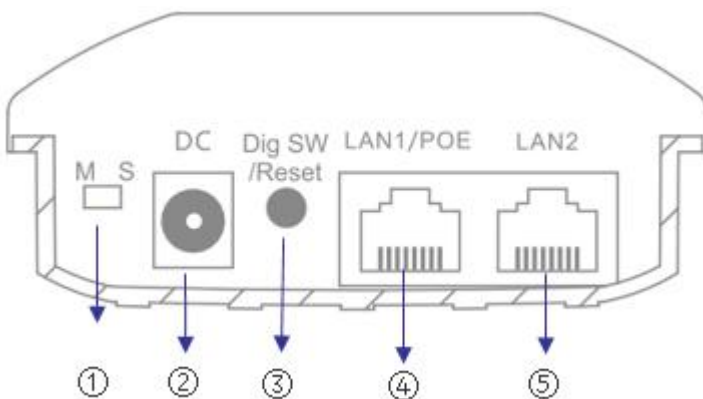 DC
Dig SW
/Reset
LAN1/POE
LAN2
M S
① ② ③ ④ ⑤